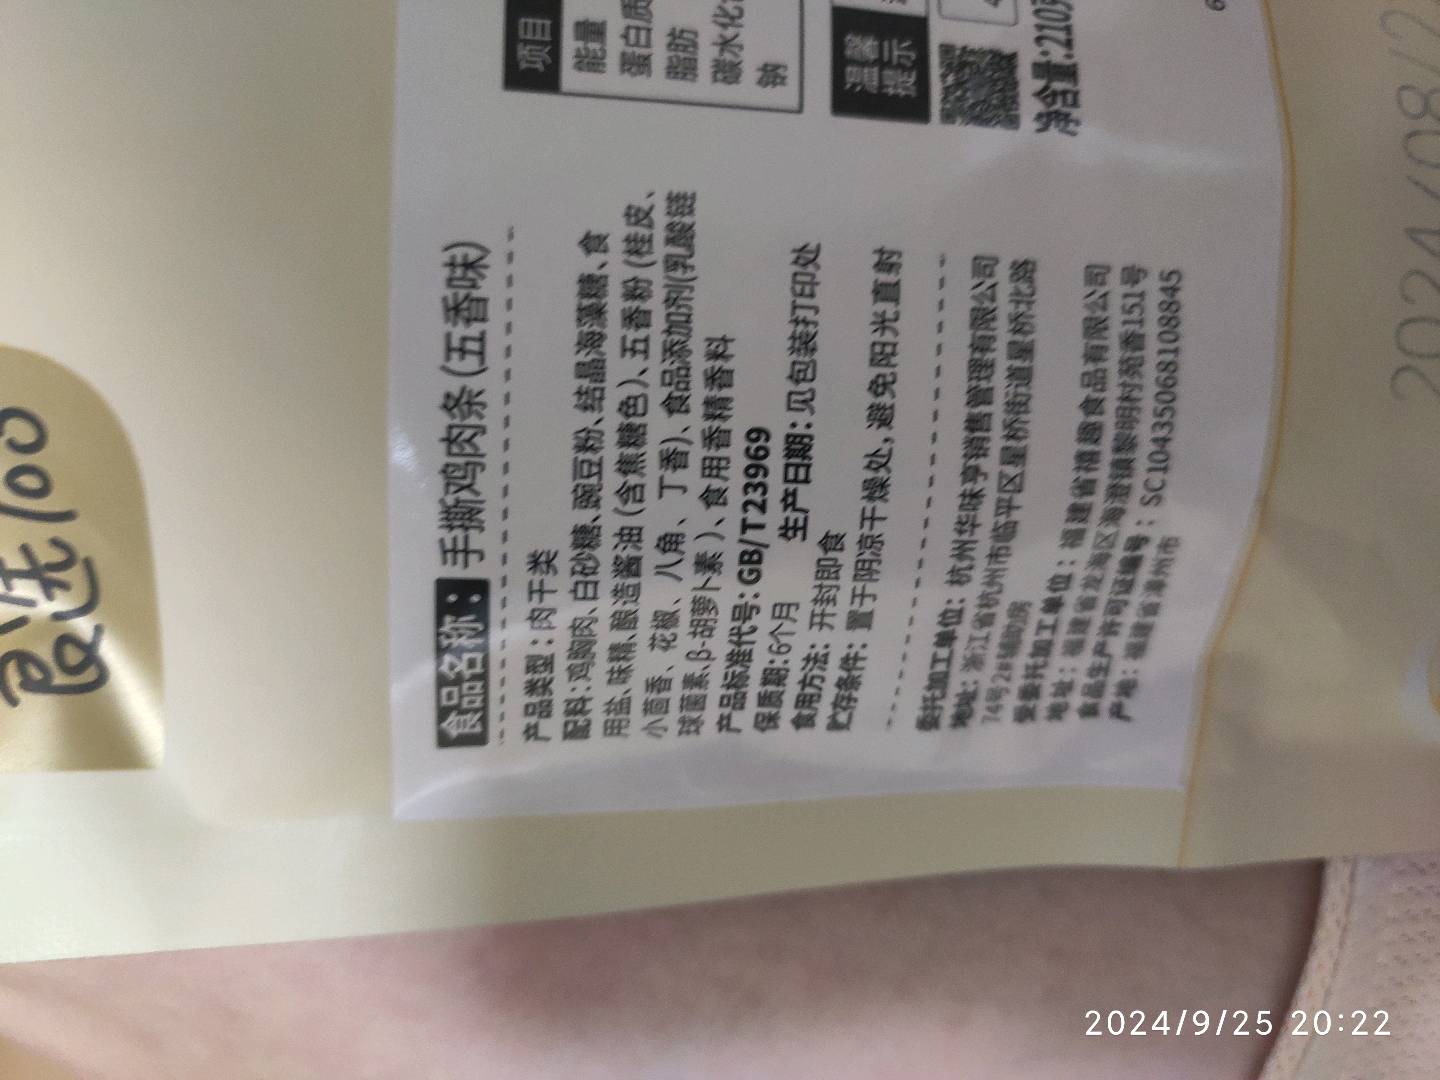 食品名称：手撕鸡肉条（五香味）
产品类型：肉干类
配料：鸡胸肉、白砂糖、豌豆粉、结晶海藻糖、食
用盐、味精、酿造酱油（含焦糖色）、五香粉（桂皮、
小茴香、花椒、八角、丁香）、食品添加剂(乳酸链
球菌素、β-胡萝卜素）、食用香精香料
产品标准代号：GB/T23969
保质期：6个月 生产日期：见包装打印处
食用方法：开封即食
贮存条件：置于阴凉干燥处，避免阳光直射
委托加工单位：杭州华味亨销售管理有限公司
地址：浙江省杭州市临平区星桥街道星桥北路
74号2#辅助房
受委托加工单位：福建省禧趣食品有限公司
地址：福建省龙海区海澄镇黎明村苑香151号
食品生产许可证编号：SC10435068108845
产地：福建省漳州市
项目
能量
蛋白质
脂肪
碳水化
钠
温馨
提示
净含量:210克
2024/08/2
100
2024/9/25 20:22